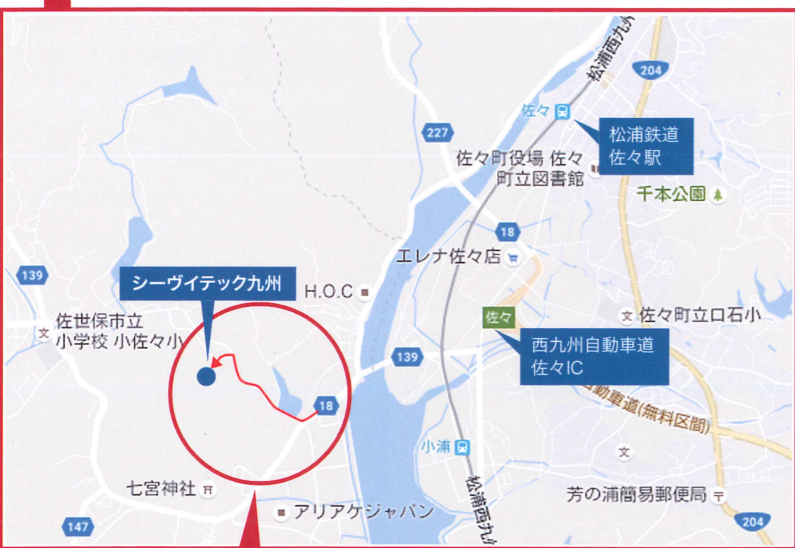 松浦西九州
204
佐々
松浦鉄道
佐々駅
227
佐々町役場 佐々
町立図書館
千本公園
18
エレナ佐々店
139
シーヴイテック九州
H.O.C
佐々
佐々町立口石小
佐世保市立
小学校 小佐々小
西九州自動車道
佐々IC
139
自動車道(無料区間)
18
小浦
七宮神社
アリアケジャパン
松浦西九州
芳の浦簡易郵便局
147
204
文
文
文